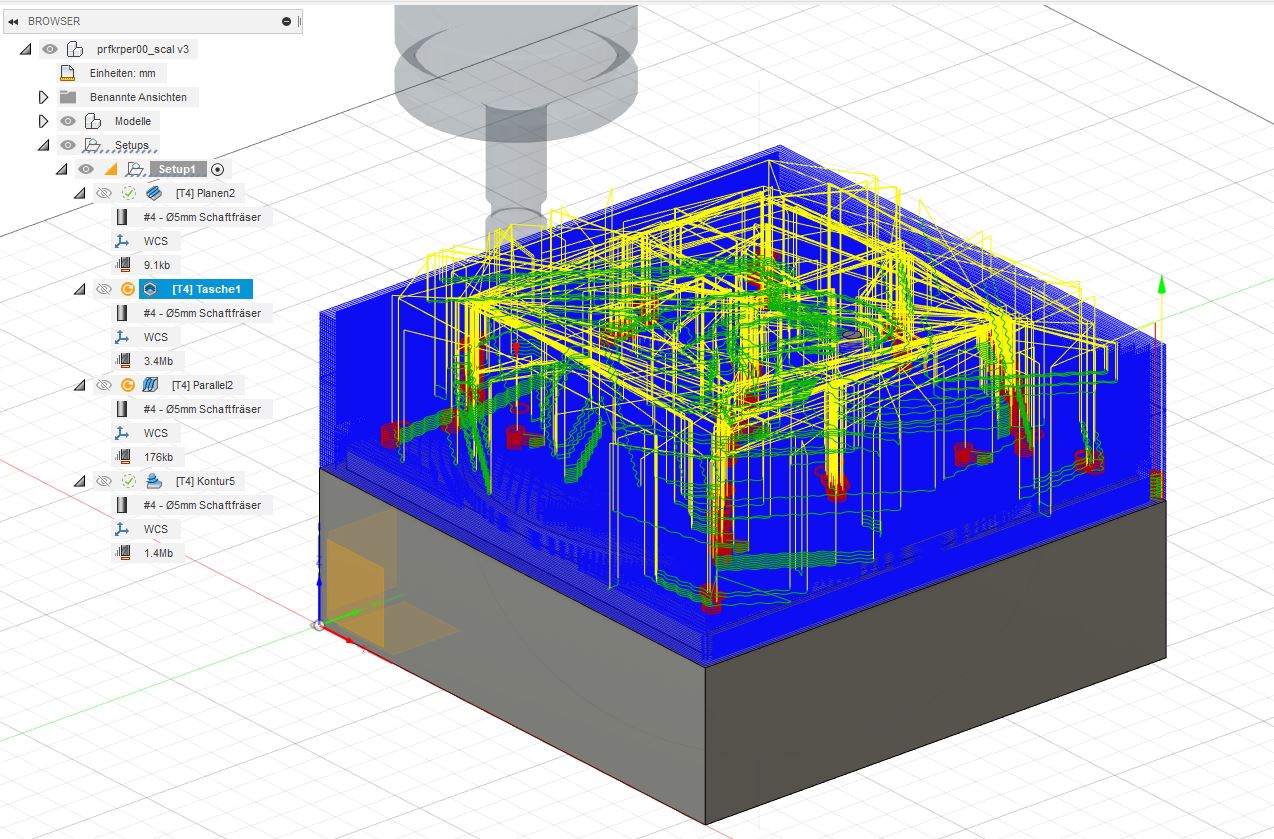 BROWSER
prfkrper00_scal v3
Einheiten: mm
Benannte Ansichten
Modelle
Setups
Setup1
[T4] Planen2
#4 - Ø5mm Schaftfräser
WCS
9.1kb
[T4] Tasche1
#4 - Ø5mm Schaftfräser
WCS
3.4Mb
[T4] Parallel2
#4 - Ø5mm Schaftfräser
WCS
176kb
[T4] Kontur5
#4 - Ø5mm Schaftfräser
WCS
1.4Mb